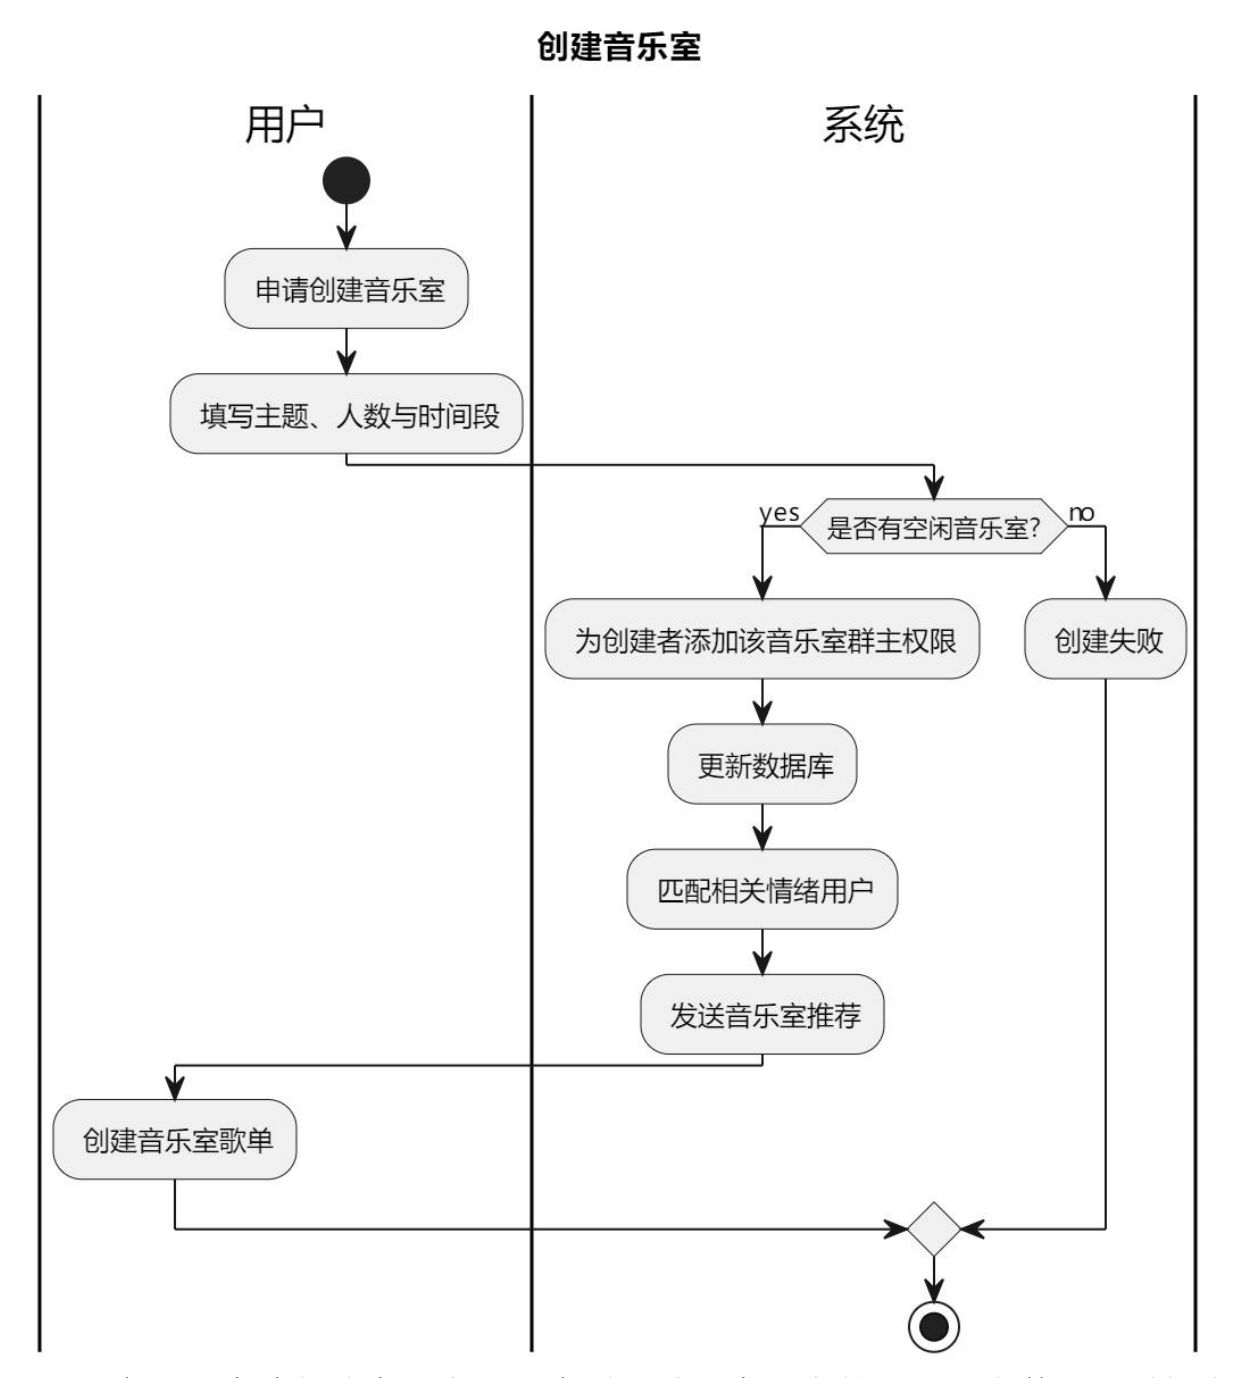 创建音乐室
用户
系统
申请创建音乐室
填写主题、人数与时间段
是否有空闲音乐室?
yes
no
为创建者添加该音乐室群主权限
创建失败
更新数据库
匹配相关情绪用户
发送音乐室推荐
创建音乐室歌单